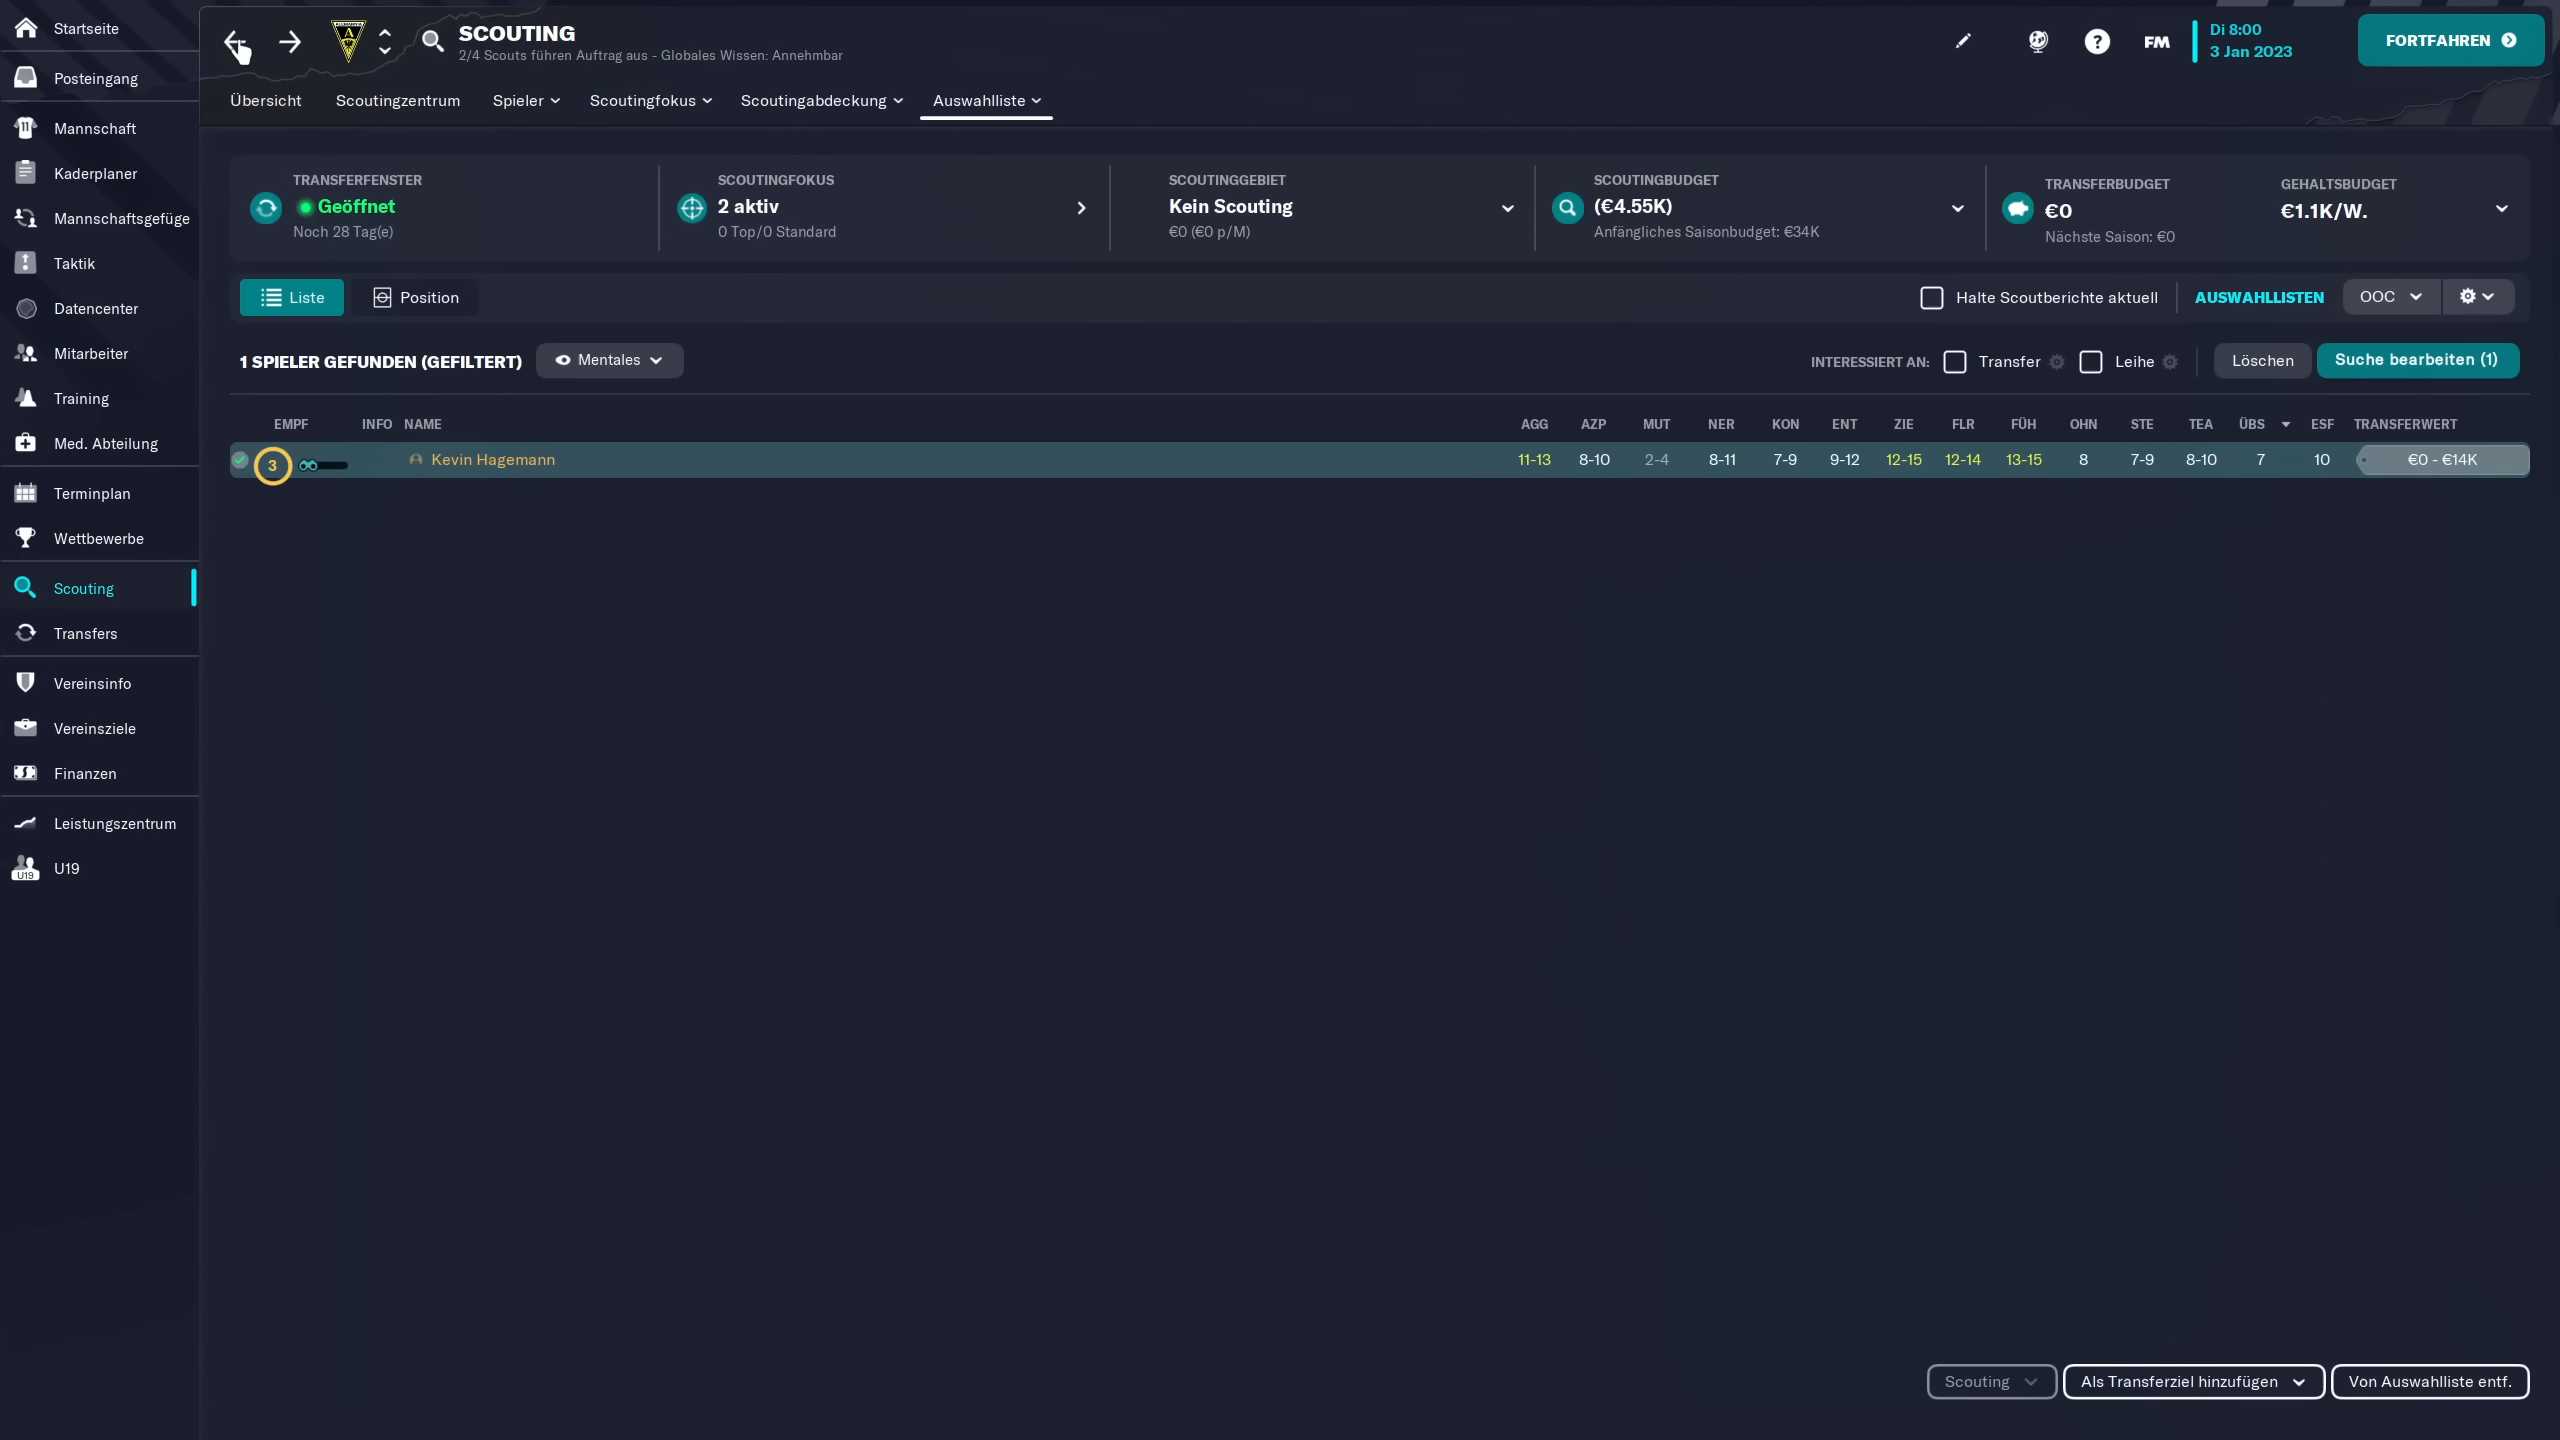 Startseite
Posteingang
Mannschaft
Kaderplaner
Mannschaftsgefüge
Taktik
Datencenter
Mitarbeiter
Training
Med. Abteilung
Terminplan
Wettbewerbe
Scouting
Transfers
Vereinsinfo
Vereinsziele
Finanzen
Leistungszentrum
U19
U19
SCOUTING
2/4 Scouts führen Auftrag aus - Globales Wissen: Annehmbar
FM
Di 8:00
3 Jan 2023
FORTFAHREN
Übersicht Scoutingzentrum Spieler Scoutingfokus Scoutingabdeckung Auswahlliste
TRANSFERFENSTER
Geöffnet
Noch 28 Tag(e)
SCOUTINGFOKUS
2 aktiv
0 Top/0 Standard
SCOUTINGGEBIET
Kein Scouting
€0 (€0 p/M)
SCOUTINGBUDGET
(€4.55K)
Anfängliches Saisonbudget: €34K
TRANSFERBUDGET
€0
Nächste Saison: €0
GEHALTSBUDGET
€1.1K/W.
Liste Position
Halte Scoutberichte aktuell AUSWAHLLISTEN OOC
1 SPIELER GEFUNDEN (GEFILTERT) Mentales
INTERESSIERT AN: Transfer Leihe Löschen Suche bearbeiten (1)
EMPF INFO NAME AGG AZP MUT NER KON ENT ZIE FLR FÜH OHN STE TEA ÜBS ESF TRANSFERWERT
3 Kevin Hagemann 11-13 8-10 2-4 8-11 7-9 9-12 12-15 12-14 13-15 8 7-9 8-10 7 10 €0 - €14K
Scouting Als Transferziel hinzufügen Von Auswahlliste entf.